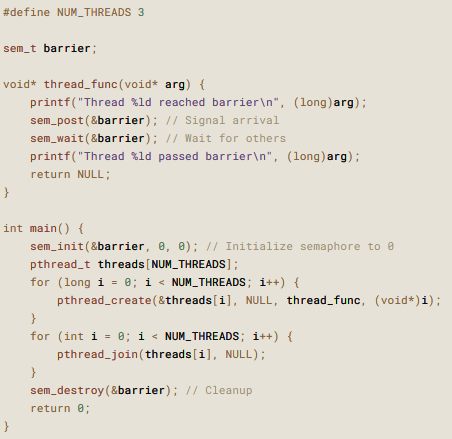 #define NUM_THREADS 3

sem_t barrier;

void* thread_func(void* arg) {
    printf("Thread %ld reached barrier\n", (long)arg);
    sem_post(&barrier); // Signal arrival
    sem_wait(&barrier); // Wait for others
    printf("Thread %ld passed barrier\n", (long)arg);
    return NULL;
}

int main() {
    sem_init(&barrier, 0, 0); // Initialize semaphore to 0
    pthread_t threads[NUM_THREADS];
    for (long i = 0; i < NUM_THREADS; i++) {
        pthread_create(&threads[i], NULL, thread_func, (void*)i);
    }
    for (int i = 0; i < NUM_THREADS; i++) {
        pthread_join(threads[i], NULL);
    }
    sem_destroy(&barrier); // Cleanup
    return 0;
}